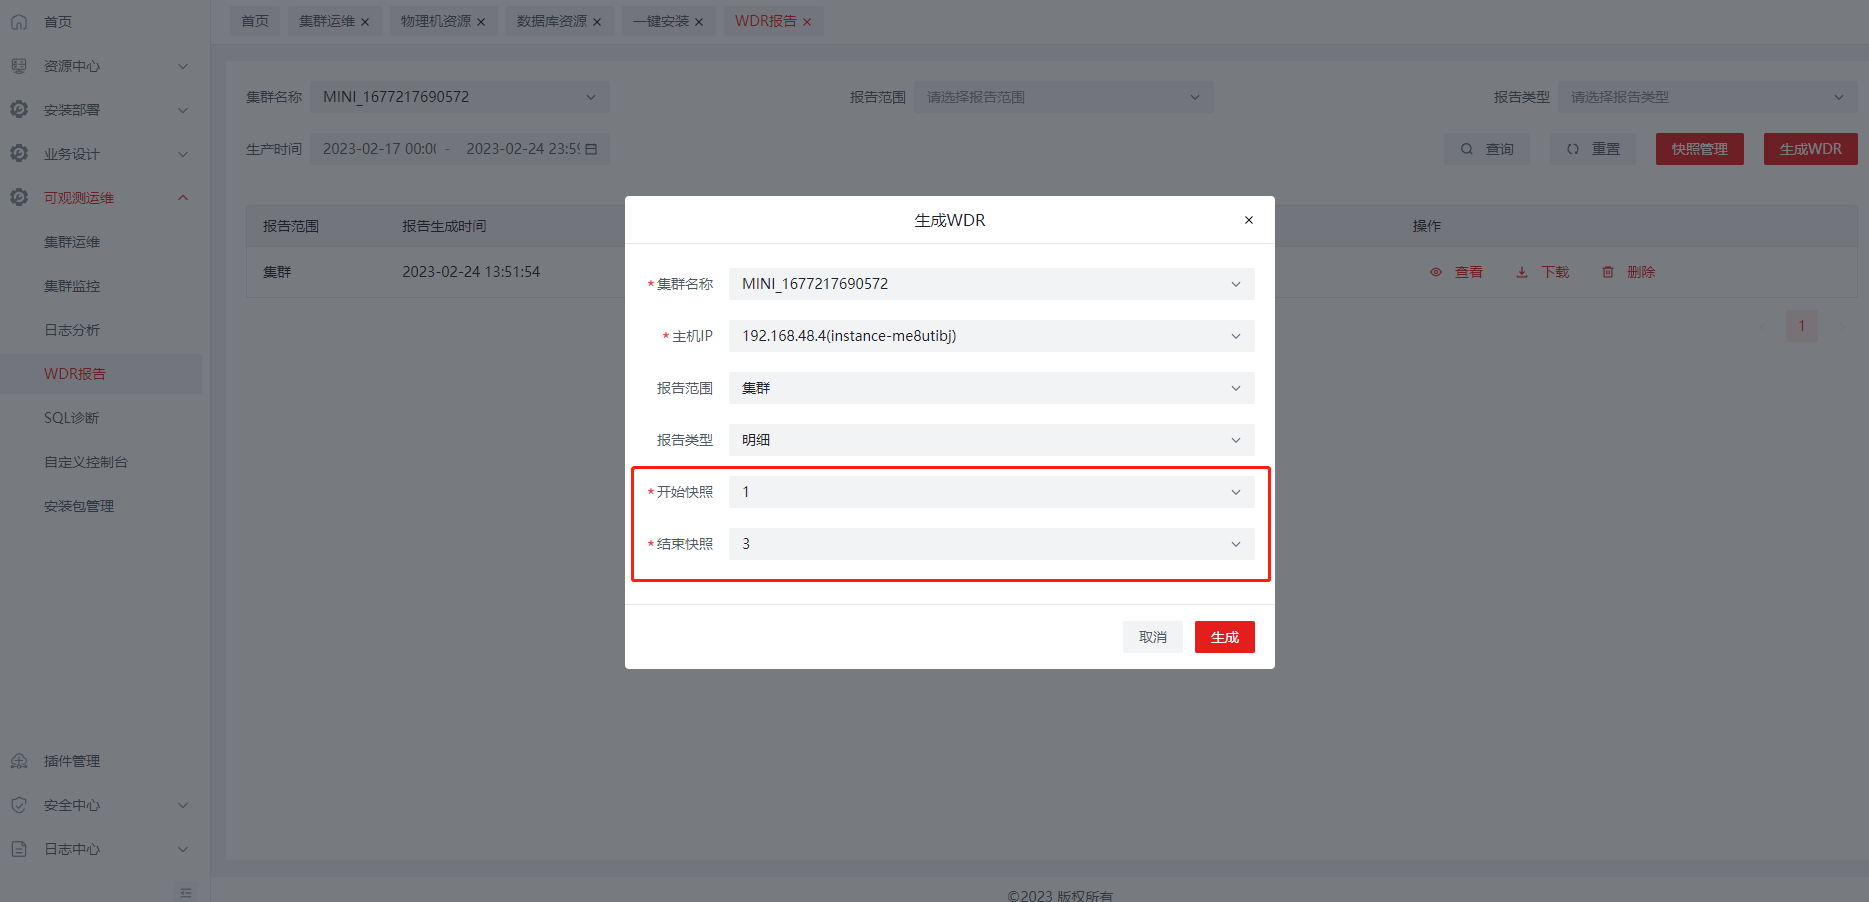 首页
资源中心
安装部署
业务设计
可观测运维
集群运维
集群监控
日志分析
WDR报告
SQL诊断
自定义控制台
安装包管理
插件管理
安全中心
日志中心
首页 集群运维 × 物理机资源 × 数据库资源 × 一键安装 × WDR报告 ×
集群名称 MINI_1677217690572 报告范围 请选择报告范围 报告类型 请选择报告类型
生产时间 2023-02-17 00:0 - 2023-02-24 23:5 查询 重置 快照管理 生成WDR
报告范围 报告生成时间 操作
集群 2023-02-24 13:51:54 查看 下载 删除
1
生成WDR ×
*集群名称 MINI_1677217690572
*主机IP 192.168.48.4(instance-me8utibj)
报告范围 集群
报告类型 明细
*开始快照 1
*结束快照 3
取消 生成
©2023 版权所有